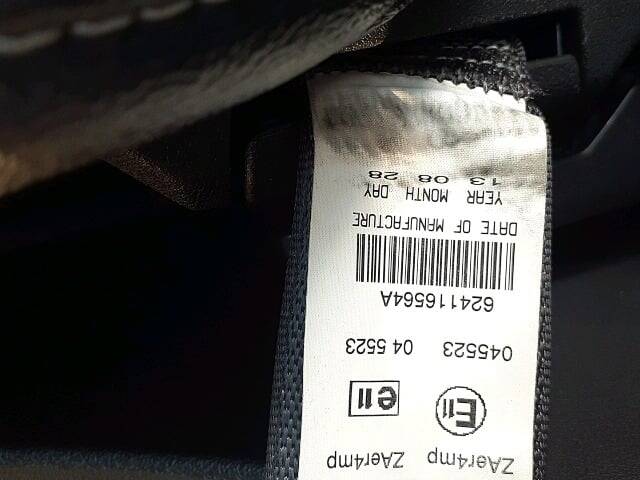 ZAer4mp ZAer4mp
E11 e11
045523 04 5523
624116564A
DATE OF MANUFACTURE
YEAR MONTH DAY
13 08 28